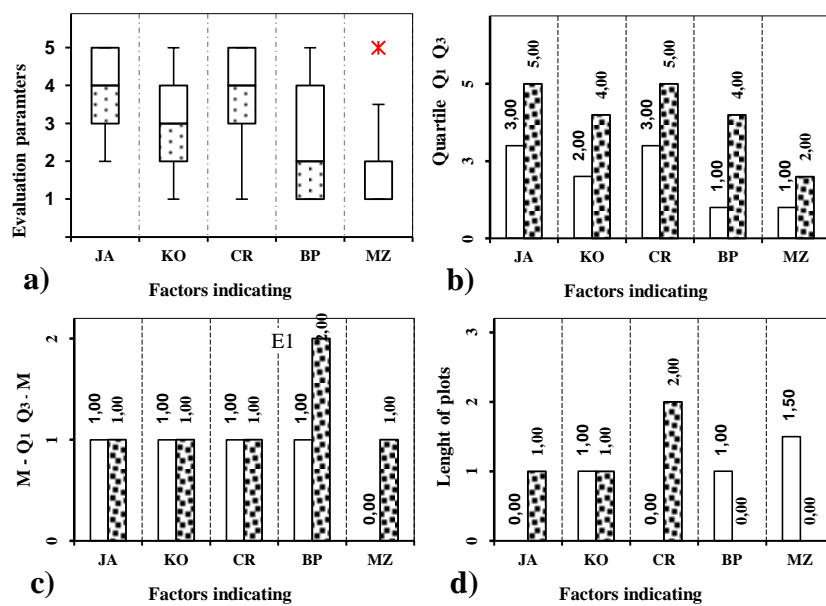 Evaluation paramters
5
4
3
2
1
JA KO CR BP MZ
a)
Factors indicating
Quartile Q1 Q3
5
3
0
3,00 5,00 2,00 4,00 3,00 5,00 1,00 4,00 1,00 2,00
JA KO CR BP MZ
b)
Factors indicating
M - Q1 Q3 - M
2
1
0
E1
1,00 1,00 1,00 1,00 1,00 1,00 1,00 2,00 0,00 1,00
JA KO CR BP MZ
c)
Factors indicating
Lenght of plots
3
2
1
0
0,00 1,00 1,00 1,00 0,00 2,00 1,00 0,00 1,50 0,00
JA KO CR BP MZ
d)
Factors indicating